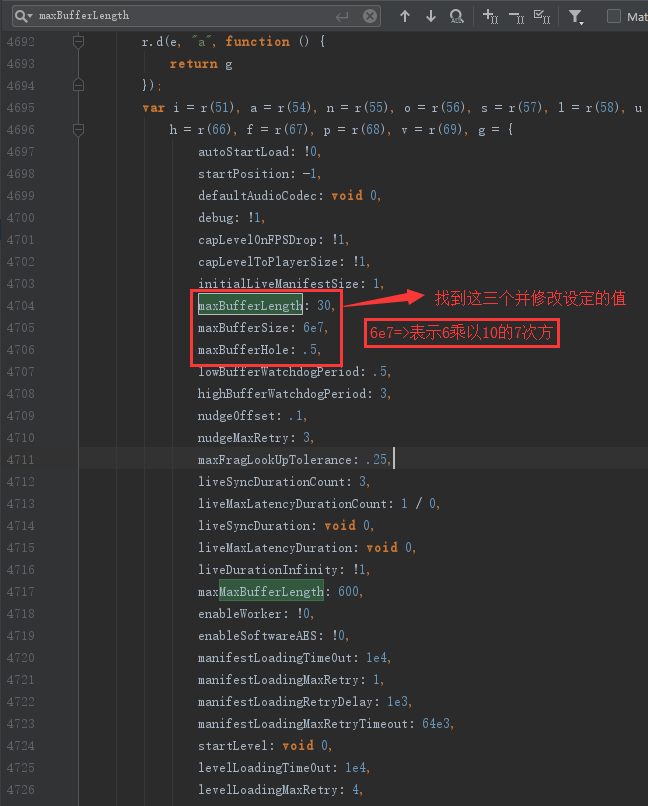 maxBufferLength
Mat
4692 r.d(e, "a", function () {
4693 return g
4694 });
4695 var i = r(51), a = r(54), n = r(55), o = r(56), s = r(57), l = r(58), u
4696 h = r(66), f = r(67), p = r(68), v = r(69), g = {
4697 autoStartLoad: !0,
4698 startPosition: -1,
4699 defaultAudioCodec: void 0,
4700 debug: !1,
4701 capLevelOnFPSDrop: !1,
4702 capLevelToPlayerSize: !1,
4703 initialLiveManifestSize: 1,
4704 maxBufferLength: 30, 找到这三个并修改设定的值
4705 maxBufferSize: 6e7, 6e7=>表示6乘以10的7次方
4706 maxBufferHole: .5,
4707 lowBufferWatchdogPeriod: .5,
4708 highBufferWatchdogPeriod: 3,
4709 nudgeOffset: .1,
4710 nudgeMaxRetry: 3,
4711 maxFragLookUpTolerance: .25,
4712 liveSyncDurationCount: 3,
4713 liveMaxLatencyDurationCount: 1 / 0,
4714 liveSyncDuration: void 0,
4715 liveMaxLatencyDuration: void 0,
4716 liveDurationInfinity: !1,
4717 maxMaxBufferLength: 600,
4718 enableWorker: !0,
4719 enableSoftwareAES: !0,
4720 manifestLoadingTimeOut: 1e4,
4721 manifestLoadingMaxRetry: 1,
4722 manifestLoadingRetryDelay: 1e3,
4723 manifestLoadingMaxRetryTimeout: 64e3,
4724 startLevel: void 0,
4725 levelLoadingTimeOut: 1e4,
4726 levelLoadingMaxRetry: 4,